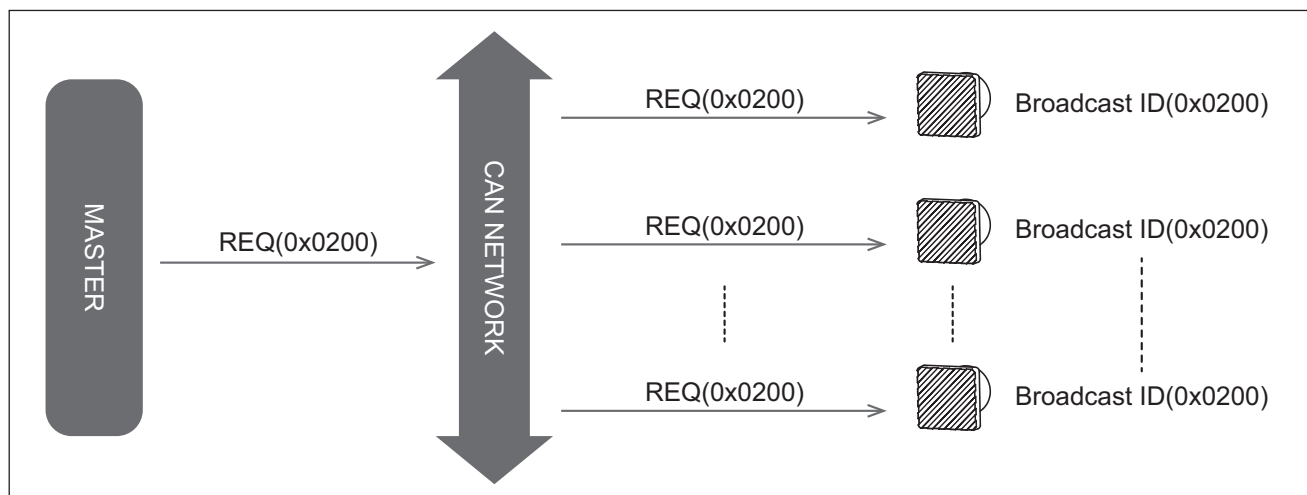 MASTER
REQ(0x0200)
CAN NETWORK
REQ(0x0200)
Broadcast ID(0x0200)
REQ(0x0200)
Broadcast ID(0x0200)
REQ(0x0200)
Broadcast ID(0x0200)